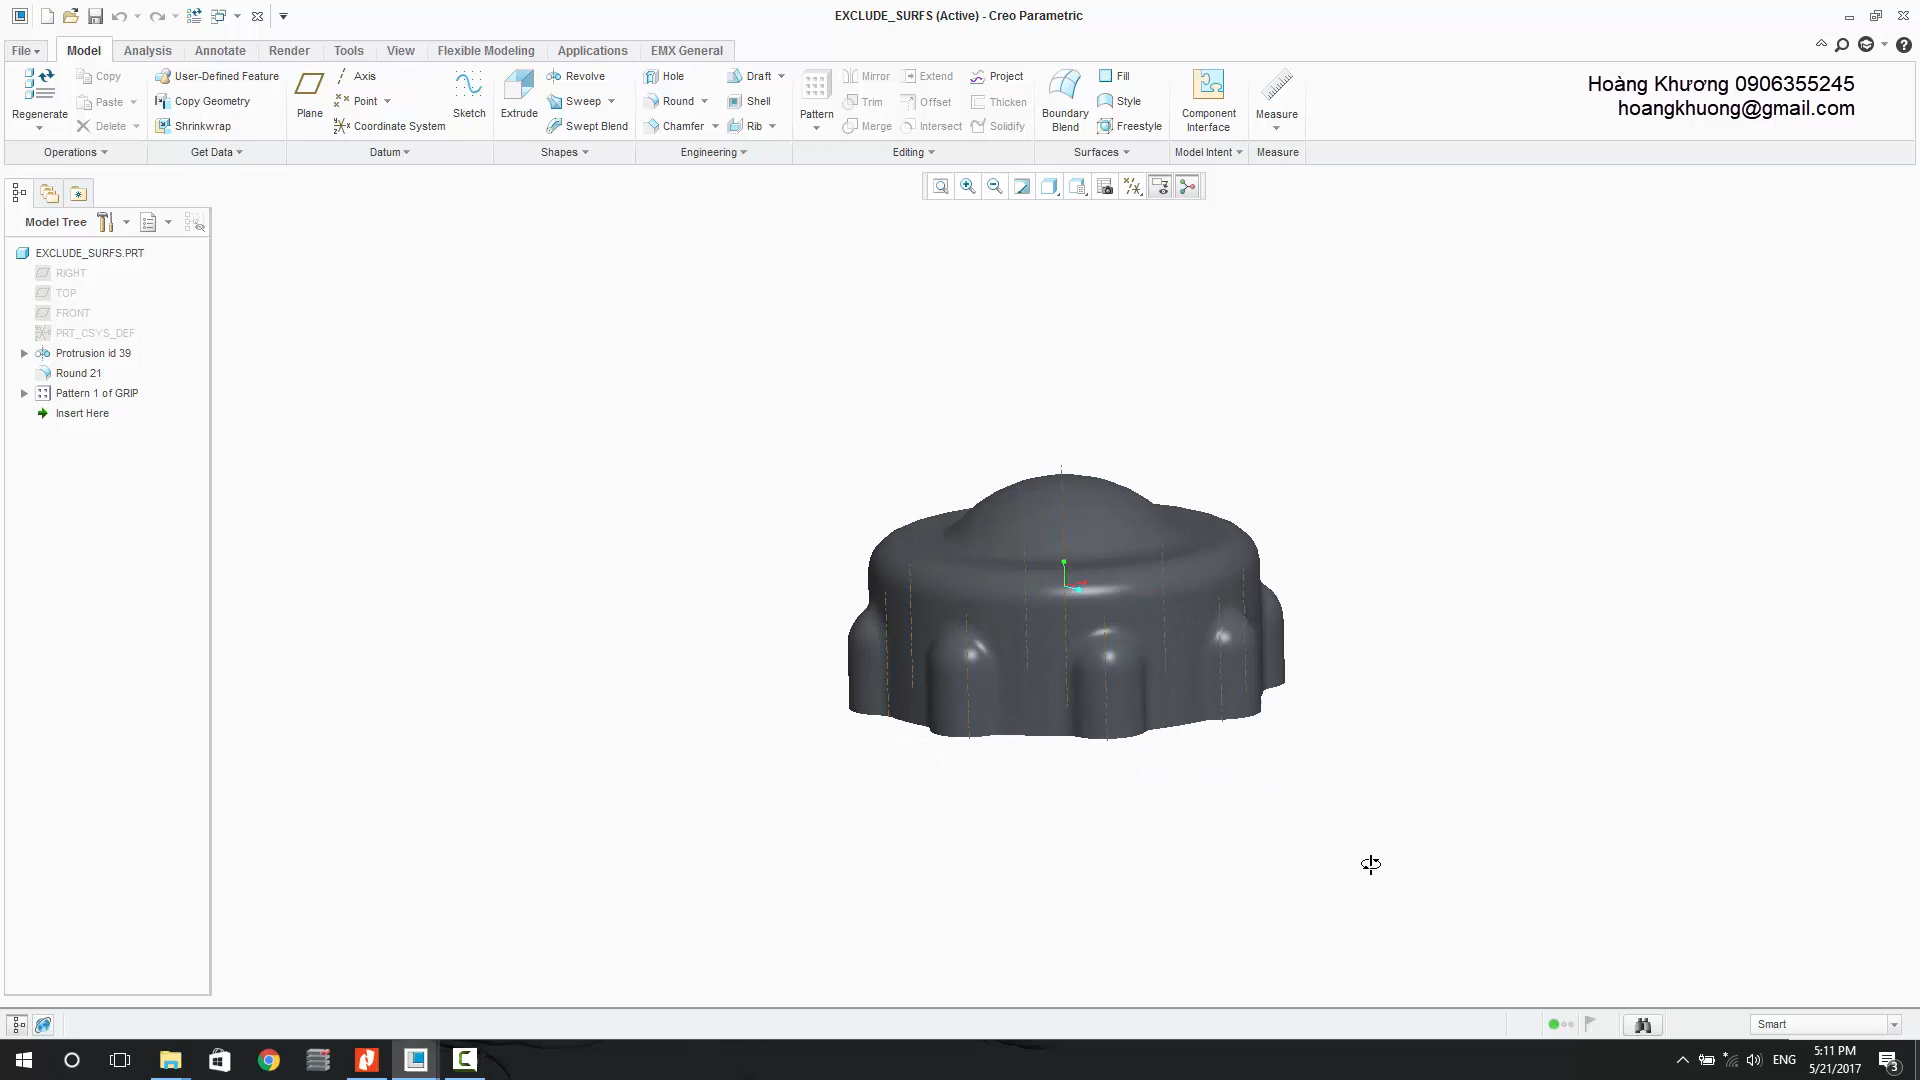 EXCLUDE_SURFS (Active) - Creo Parametric
File Model Analysis Annotate Render Tools View Flexible Modeling Applications EMX General
Regenerate
Copy
Paste
Delete
Operations
User-Defined Feature
Copy Geometry
Shrinkwrap
Get Data
Plane
Axis
Point
Coordinate System
Sketch
Datum
Extrude
Revolve
Sweep
Swept Blend
Shapes
Hole
Round
Chamfer
Draft
Shell
Rib
Engineering
Pattern
Mirror
Trim
Merge
Extend
Offset
Intersect
Project
Thicken
Solidify
Editing
Boundary
Blend
Fill
Style
Freestyle
Surfaces
Component
Interface
Model Intent
Measure
Measure
Hoàng Khương 0906355245
hoangkhuong@gmail.com
Model Tree
EXCLUDE_SURFS.PRT
RIGHT
TOP
FRONT
PRT_CSYS_DEF
Protrusion id 39
Round 21
Pattern 1 of GRIP
Insert Here
Smart
ENG
5:11 PM
5/21/2017
3